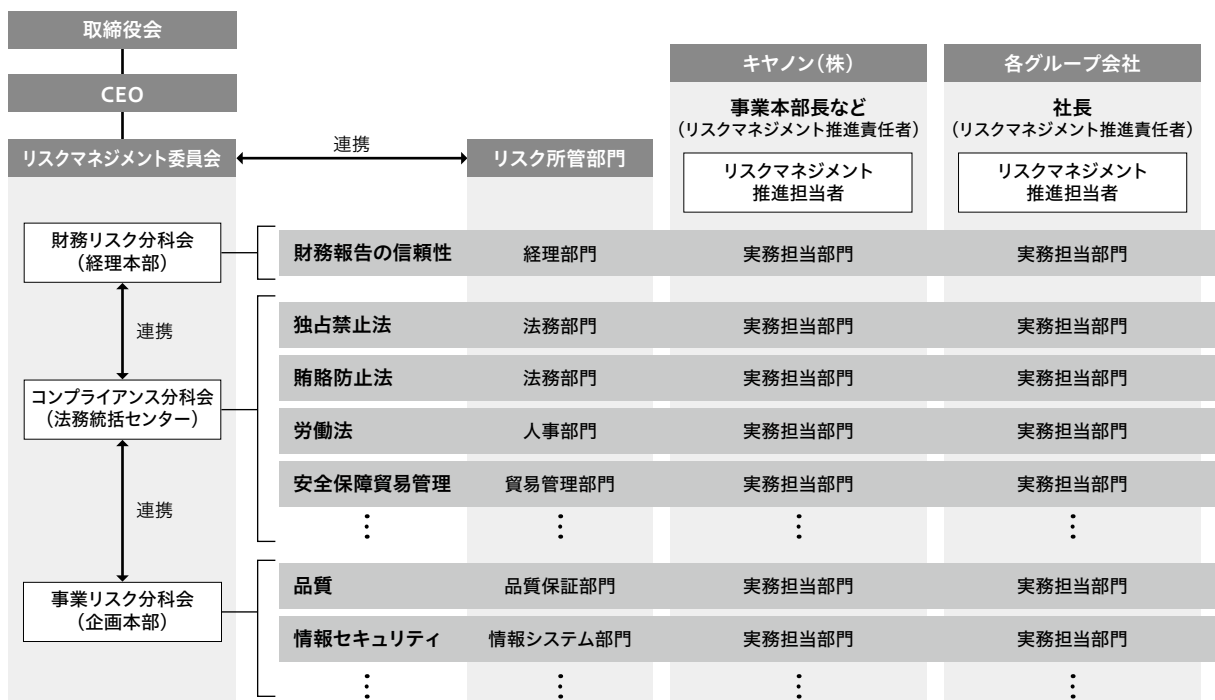 取締役会
CEO
リスクマネジメント委員会
連携
リスク所管部門
キヤノン（株）
事業本部長など
（リスクマネジメント推進責任者）
リスクマネジメント
推進担当者
各グループ会社
社長
（リスクマネジメント推進責任者）
リスクマネジメント
推進担当者
財務リスク分科会
（経理本部）
財務報告の信頼性 経理部門 実務担当部門 実務担当部門
連携
独占禁止法 法務部門 実務担当部門 実務担当部門
賄賂防止法 法務部門 実務担当部門 実務担当部門
コンプライアンス分科会
（法務統括センター）
労働法 人事部門 実務担当部門 実務担当部門
安全保障貿易管理 貿易管理部門 実務担当部門 実務担当部門
連携
⋮ ⋮ ⋮ ⋮
事業リスク分科会
（企画本部）
品質 品質保証部門 実務担当部門 実務担当部門
情報セキュリティ 情報システム部門 実務担当部門 実務担当部門
⋮ ⋮ ⋮ ⋮